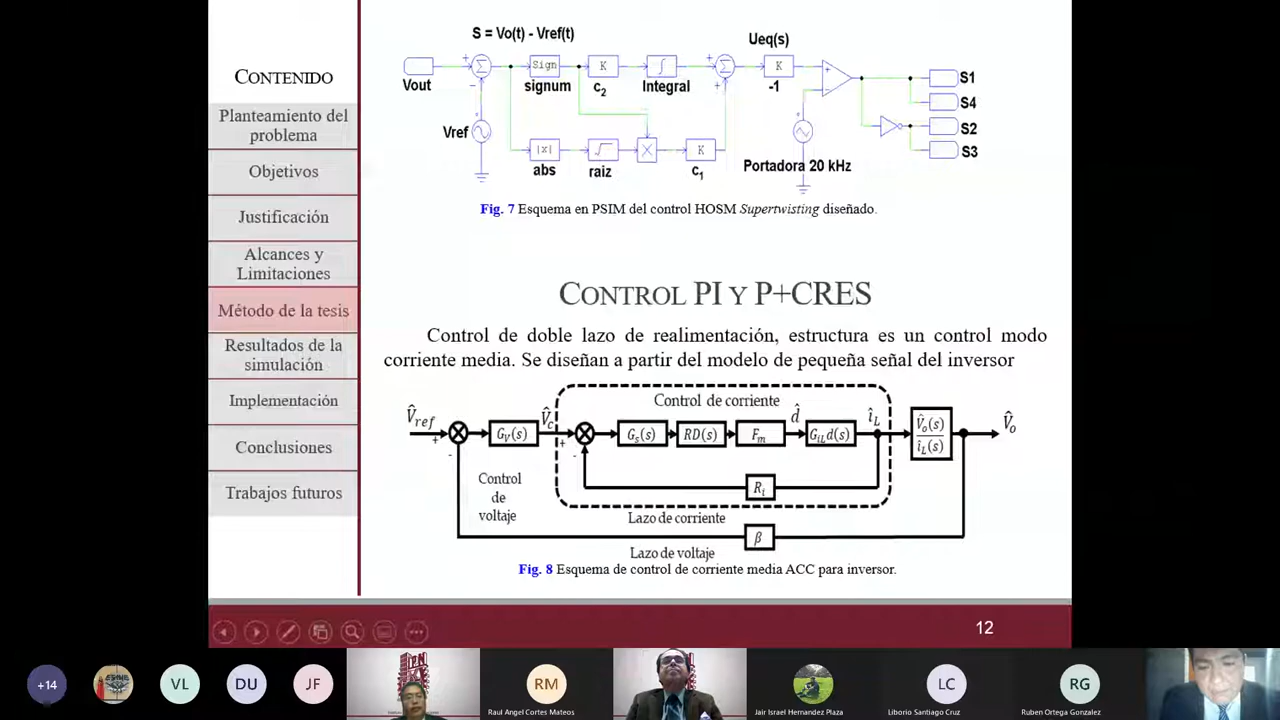 CONTENIDO
Planteamiento del
problema
Objetivos
Justificación
Alcances y
Limitaciones
Método de la tesis
Resultados de la
simulación
Implementación
Conclusiones
Trabajos futuros
S = Vo(t) - Vref(t)
Ueq(s)
Vout
Sign
K
∫
K
signum
c2
Integral
-1
S1
S4
S2
S3
Vref
|x|
√
X
K
abs
raiz
c1
Portadora 20 kHz
Fig. 7 Esquema en PSIM del control HOSM Supertwisting diseñado.
CONTROL PI Y P+CRES
Control de doble lazo de realimentación, estructura es un control modo
corriente media. Se diseñan a partir del modelo de pequeña señal del inversor
Control de corriente
V̂ref
V̂c
d̂
îL
V̂o
GV(s)
Gs(s)
RD(s)
Fm
GiLd(s)
V̂o(s)
îL(s)
Control
de
voltaje
Ri
Lazo de corriente
β
Lazo de voltaje
Fig. 8 Esquema de control de corriente media ACC para inversor.
12
+14
VL
DU
JF
RM
Raul Angel Cortes Mateos
Jair Israel Hernandez Plaza
LC
Liborio Santiago Cruz
RG
Ruben Ortega Gonzalez